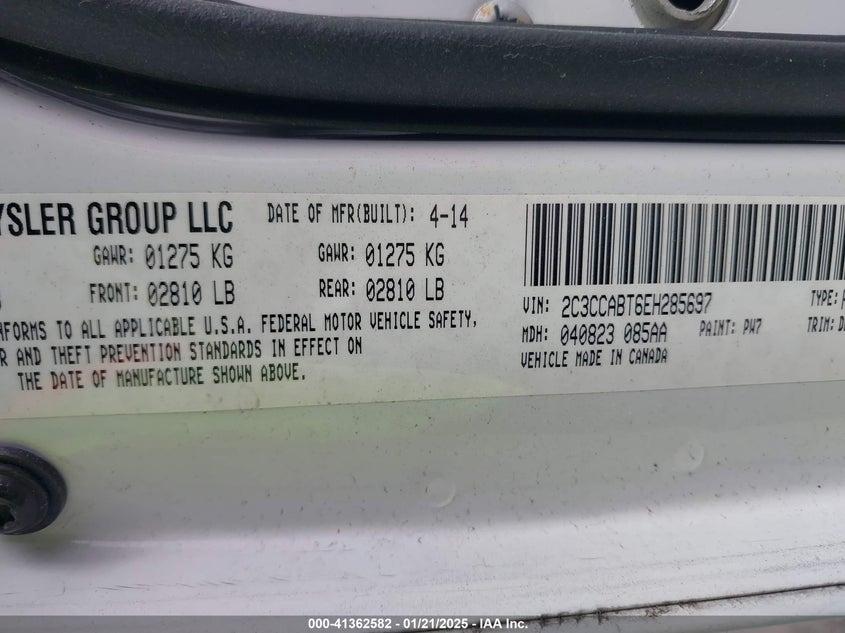 YSLER GROUP LLC DATE OF MFR(BUILT): 4-14
GAWR: 01275 KG GAWR: 01275 KG
FRONT: 02810 LB REAR: 02810 LB
FORMS TO ALL APPLICABLE U.S.A. FEDERAL MOTOR VEHICLE SAFETY,
R AND THEFT PREVENTION STANDARDS IN EFFECT ON
THE DATE OF MANUFACTURE SHOWN ABOVE.
VIN: 2C3CCABT6EH285697 TYPE:
MDH: 040823 085AA PAINT: PW7 TRIM:
VEHICLE MADE IN CANADA
000-41362582 - 01/21/2025 - IAA Inc.